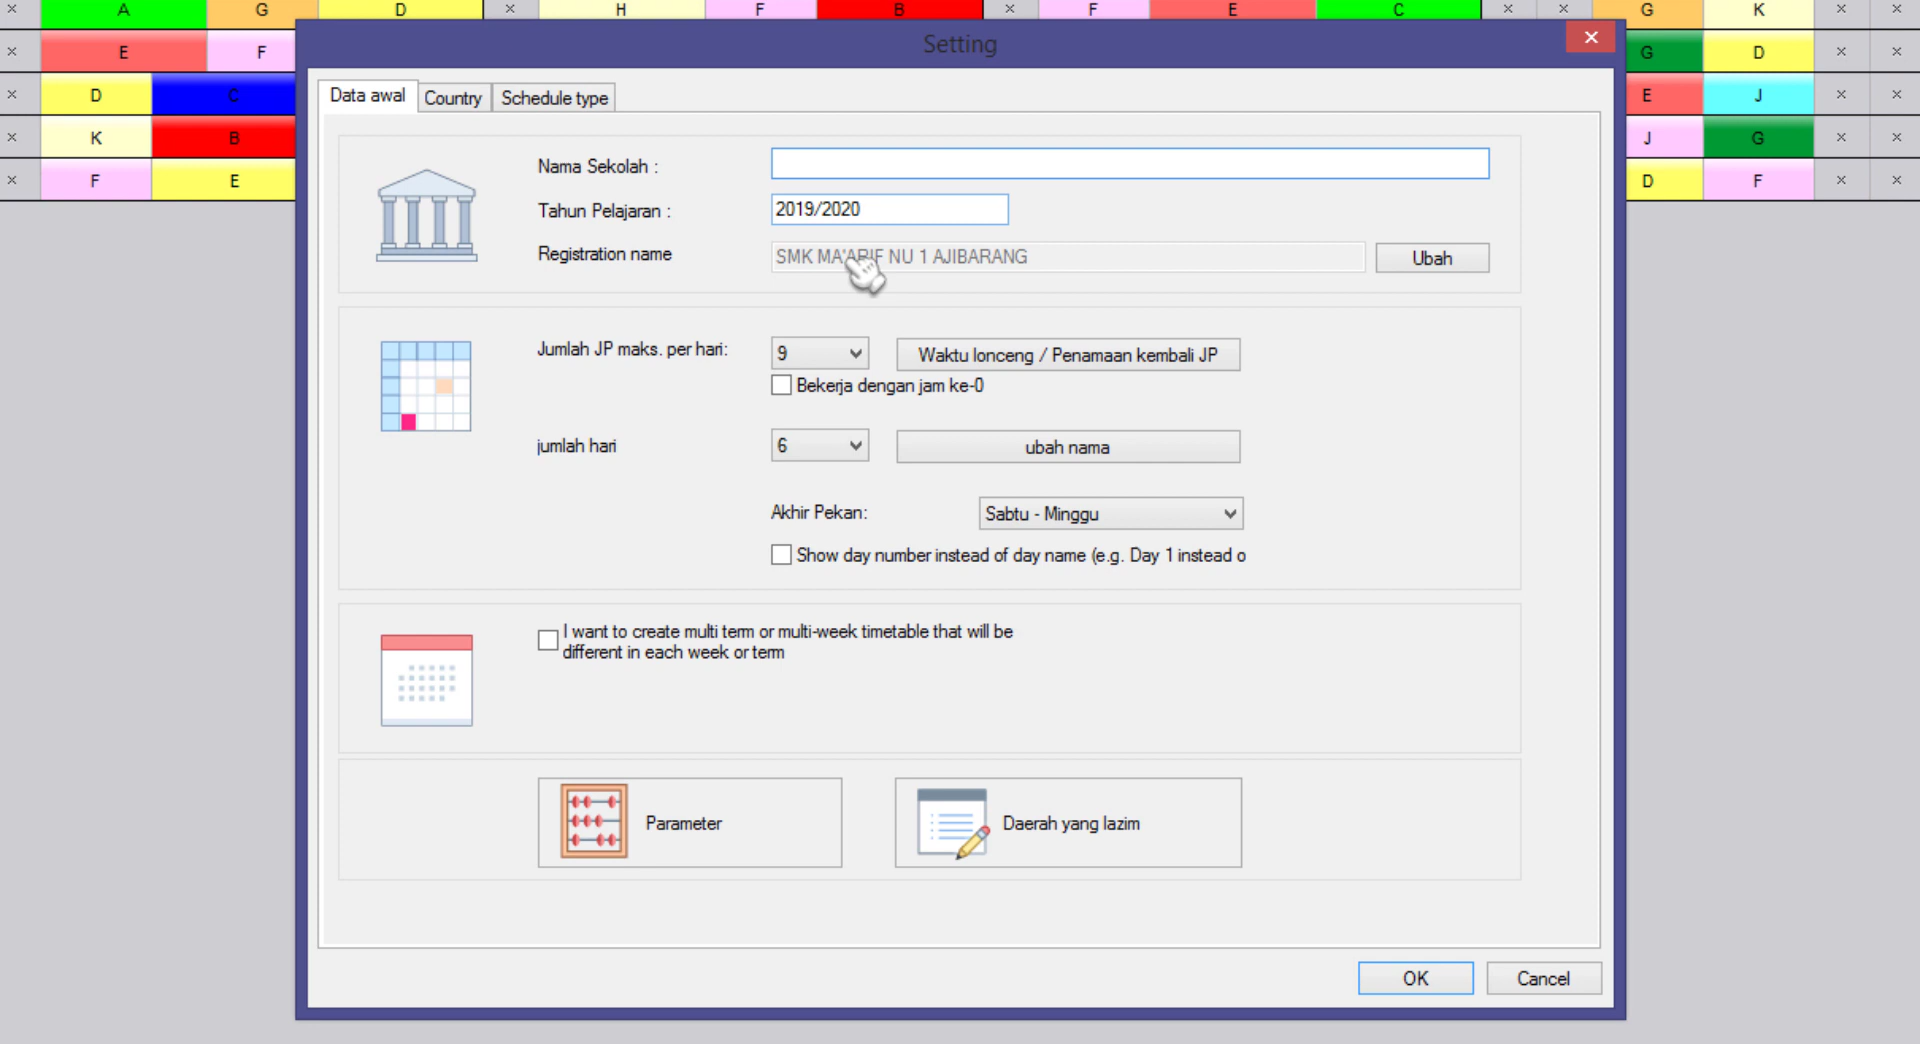 × A G D × H F B × F E C × × G K × ×
× E F G D × ×
× D C E J × ×
× K B J G × ×
× F E D F × ×
Setting
Data awal Country Schedule type
Nama Sekolah :
Tahun Pelajaran : 2019/2020
Registration name SMK MA'ARIF NU 1 AJIBARANG Ubah
Jumlah JP maks. per hari: 9 Waktu lonceng / Penamaan kembali JP
Bekerja dengan jam ke-0
jumlah hari 6 ubah nama
Akhir Pekan: Sabtu - Minggu
Show day number instead of day name (e.g. Day 1 instead o
I want to create multi term or multi-week timetable that will be
different in each week or term
Parameter Daerah yang lazim
OK Cancel